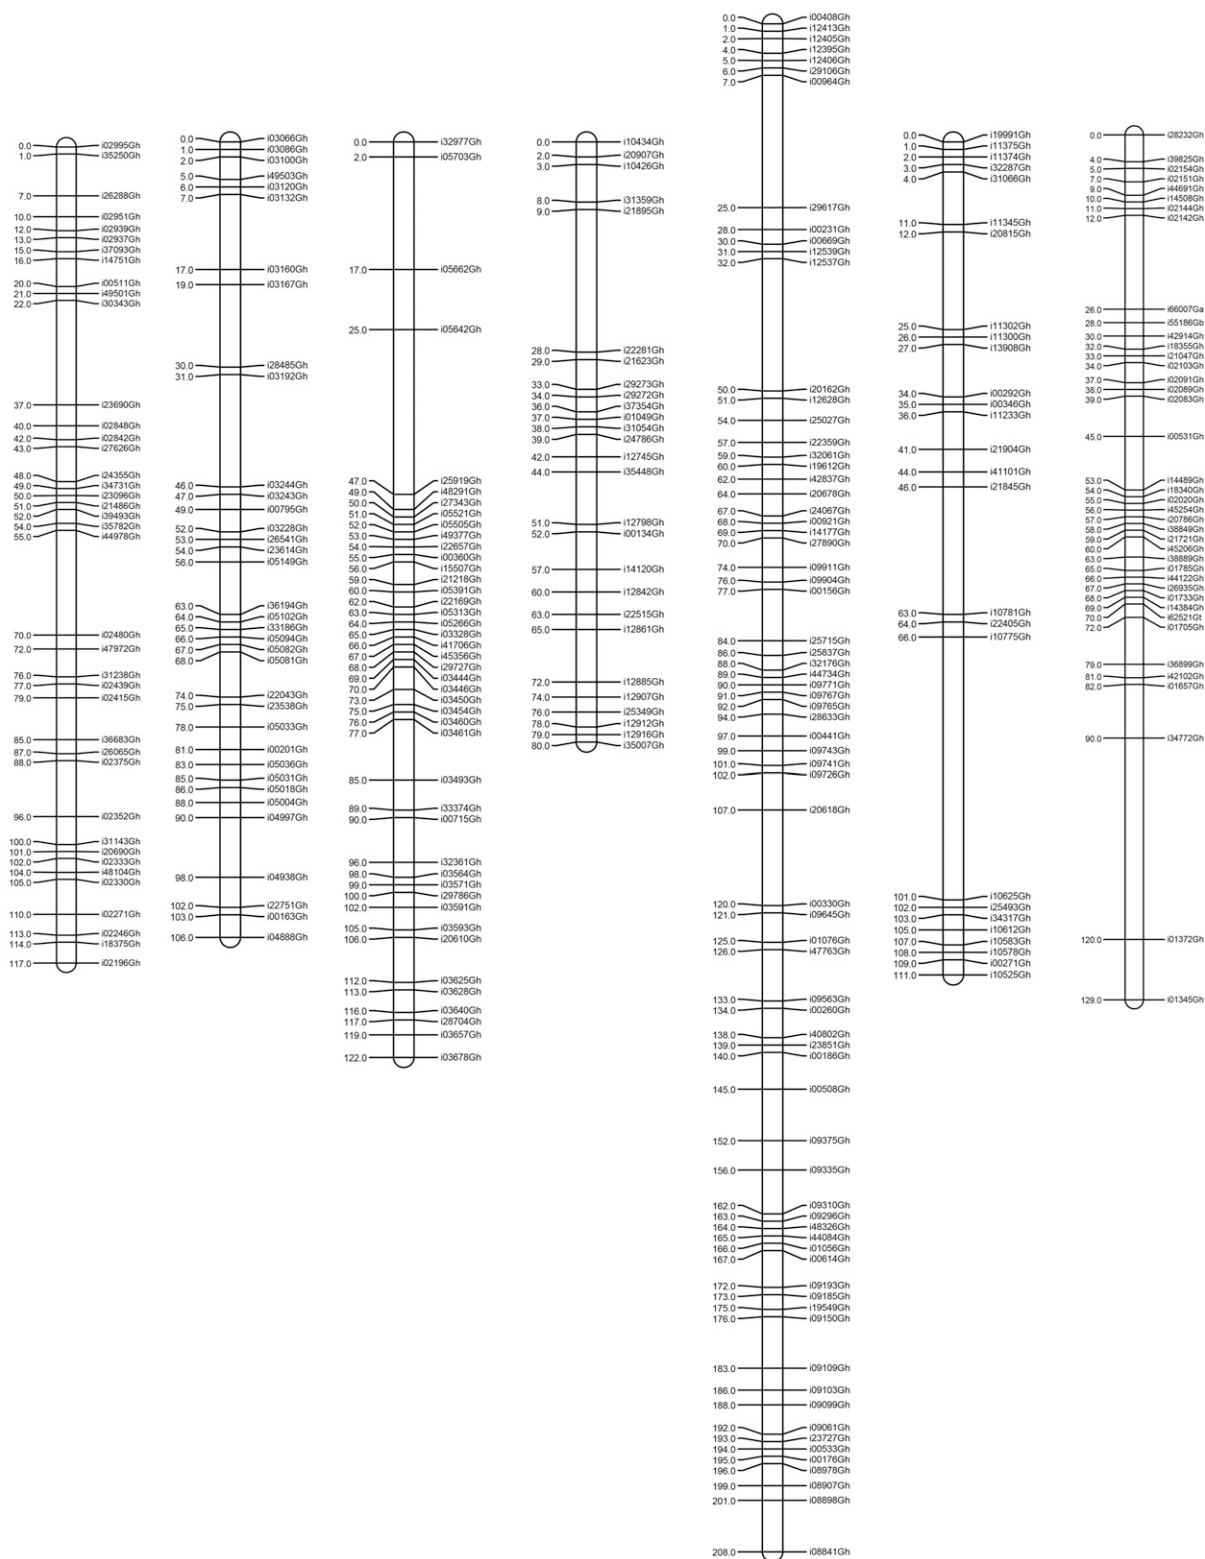 0.0 i02995Gh
1.0 i35250Gh
7.0 i26288Gh
10.0 i02951Gh
12.0 i02939Gh
13.0 i02937Gh
15.0 i37093Gh
16.0 i14751Gh
20.0 i00511Gh
21.0 i49501Gh
22.0 i30343Gh
37.0 i23690Gh
40.0 i02848Gh
42.0 i02842Gh
43.0 i27626Gh
48.0 i24355Gh
49.0 i34731Gh
50.0 i23096Gh
51.0 i21486Gh
52.0 i39493Gh
54.0 i35782Gh
55.0 i44978Gh
70.0 i02480Gh
72.0 i47972Gh
76.0 i31238Gh
77.0 i02439Gh
79.0 i02415Gh
85.0 i36683Gh
87.0 i26065Gh
88.0 i02375Gh
96.0 i02352Gh
100.0 i31143Gh
101.0 i20690Gh
102.0 i02333Gh
104.0 i48104Gh
105.0 i02330Gh
110.0 i02271Gh
113.0 i02246Gh
114.0 i18375Gh
117.0 i02196Gh
0.0 i03066Gh
1.0 i03086Gh
2.0 i03100Gh
5.0 i49503Gh
6.0 i03120Gh
7.0 i03132Gh
17.0 i03160Gh
19.0 i03167Gh
30.0 i28485Gh
31.0 i03192Gh
46.0 i03244Gh
47.0 i03243Gh
49.0 i00795Gh
52.0 i03228Gh
53.0 i26541Gh
54.0 i23614Gh
56.0 i05149Gh
63.0 i36194Gh
64.0 i05102Gh
65.0 i33186Gh
66.0 i05094Gh
67.0 i05082Gh
68.0 i05081Gh
74.0 i22043Gh
75.0 i23538Gh
78.0 i05033Gh
81.0 i00201Gh
83.0 i05036Gh
85.0 i05031Gh
86.0 i05018Gh
88.0 i05004Gh
90.0 i04997Gh
98.0 i04938Gh
102.0 i22751Gh
103.0 i00163Gh
106.0 i04888Gh
0.0 i32977Gh
2.0 i05703Gh
17.0 i05662Gh
25.0 i05642Gh
47.0 i25919Gh
49.0 i48291Gh
50.0 i27343Gh
51.0 i05521Gh
52.0 i05505Gh
53.0 i49377Gh
54.0 i22657Gh
55.0 i00360Gh
56.0 i15507Gh
59.0 i21218Gh
60.0 i05391Gh
62.0 i22169Gh
63.0 i05313Gh
64.0 i05266Gh
65.0 i03328Gh
66.0 i41706Gh
67.0 i45356Gh
68.0 i29727Gh
69.0 i03444Gh
70.0 i03446Gh
73.0 i03450Gh
75.0 i03454Gh
76.0 i03460Gh
77.0 i03461Gh
85.0 i03493Gh
89.0 i33374Gh
90.0 i00715Gh
96.0 i32361Gh
98.0 i03564Gh
99.0 i03571Gh
100.0 i29786Gh
102.0 i03591Gh
105.0 i03593Gh
106.0 i20610Gh
112.0 i03625Gh
113.0 i03628Gh
116.0 i03640Gh
117.0 i28704Gh
119.0 i03657Gh
122.0 i03678Gh
0.0 i10434Gh
2.0 i20907Gh
3.0 i10426Gh
8.0 i31359Gh
9.0 i21895Gh
28.0 i22281Gh
29.0 i21623Gh
33.0 i29273Gh
34.0 i29272Gh
36.0 i37354Gh
37.0 i01049Gh
38.0 i31054Gh
39.0 i24786Gh
42.0 i12745Gh
44.0 i35448Gh
51.0 i12798Gh
52.0 i00134Gh
57.0 i14120Gh
60.0 i12842Gh
63.0 i22515Gh
65.0 i12861Gh
72.0 i12885Gh
74.0 i12907Gh
76.0 i25349Gh
78.0 i12912Gh
79.0 i12916Gh
80.0 i35007Gh
0.0 i00408Gh
1.0 i12413Gh
2.0 i12405Gh
4.0 i12395Gh
5.0 i12406Gh
6.0 i29106Gh
7.0 i00964Gh
25.0 i29617Gh
28.0 i00231Gh
30.0 i00669Gh
31.0 i12539Gh
32.0 i12537Gh
50.0 i20162Gh
51.0 i12628Gh
54.0 i25027Gh
57.0 i22359Gh
59.0 i32061Gh
60.0 i19612Gh
62.0 i42837Gh
64.0 i20678Gh
67.0 i24067Gh
68.0 i00921Gh
69.0 i14177Gh
70.0 i27890Gh
74.0 i09911Gh
76.0 i09904Gh
77.0 i00156Gh
84.0 i25715Gh
86.0 i25837Gh
88.0 i32176Gh
89.0 i44734Gh
90.0 i09771Gh
91.0 i09767Gh
92.0 i09765Gh
94.0 i28633Gh
97.0 i00441Gh
99.0 i09743Gh
101.0 i09741Gh
102.0 i09726Gh
107.0 i20618Gh
120.0 i00330Gh
121.0 i09645Gh
125.0 i01076Gh
126.0 i47763Gh
133.0 i09563Gh
134.0 i00260Gh
138.0 i40802Gh
139.0 i23851Gh
140.0 i00186Gh
145.0 i00508Gh
152.0 i09375Gh
156.0 i09335Gh
162.0 i09310Gh
163.0 i09296Gh
164.0 i48326Gh
165.0 i44084Gh
166.0 i01056Gh
167.0 i00614Gh
172.0 i09193Gh
173.0 i09185Gh
175.0 i19549Gh
176.0 i09150Gh
183.0 i09109Gh
186.0 i09103Gh
188.0 i09099Gh
192.0 i09061Gh
193.0 i23727Gh
194.0 i00533Gh
195.0 i00176Gh
196.0 i08978Gh
199.0 i08907Gh
201.0 i08898Gh
208.0 i08841Gh
0.0 i19991Gh
1.0 i11375Gh
2.0 i11374Gh
3.0 i32287Gh
4.0 i31066Gh
11.0 i11345Gh
12.0 i20815Gh
25.0 i11302Gh
26.0 i11300Gh
27.0 i13908Gh
34.0 i00292Gh
35.0 i00346Gh
36.0 i11233Gh
41.0 i21904Gh
44.0 i41101Gh
46.0 i21845Gh
63.0 i10781Gh
64.0 i22405Gh
66.0 i10775Gh
101.0 i10625Gh
102.0 i25493Gh
103.0 i34317Gh
105.0 i10612Gh
107.0 i10583Gh
108.0 i10578Gh
109.0 i00271Gh
111.0 i10525Gh
0.0 i28232Gh
4.0 i39825Gh
5.0 i02154Gh
7.0 i02151Gh
9.0 i44691Gh
10.0 i14508Gh
11.0 i02144Gh
12.0 i02142Gh
26.0 i66007Ga
28.0 i55186Gb
30.0 i42914Gh
32.0 i18355Gh
33.0 i21047Gh
34.0 i02103Gh
37.0 i02091Gh
38.0 i02089Gh
39.0 i02083Gh
45.0 i00531Gh
53.0 i14489Gh
54.0 i18340Gh
55.0 i02020Gh
56.0 i45254Gh
57.0 i20786Gh
58.0 i38849Gh
59.0 i21721Gh
60.0 i45206Gh
63.0 i38889Gh
65.0 i01785Gh
66.0 i44122Gh
67.0 i26935Gh
68.0 i01733Gh
69.0 i14384Gh
70.0 i62521Gt
72.0 i01705Gh
79.0 i36899Gh
81.0 i42102Gh
82.0 i01657Gh
90.0 i34772Gh
120.0 i01372Gh
129.0 i01345Gh